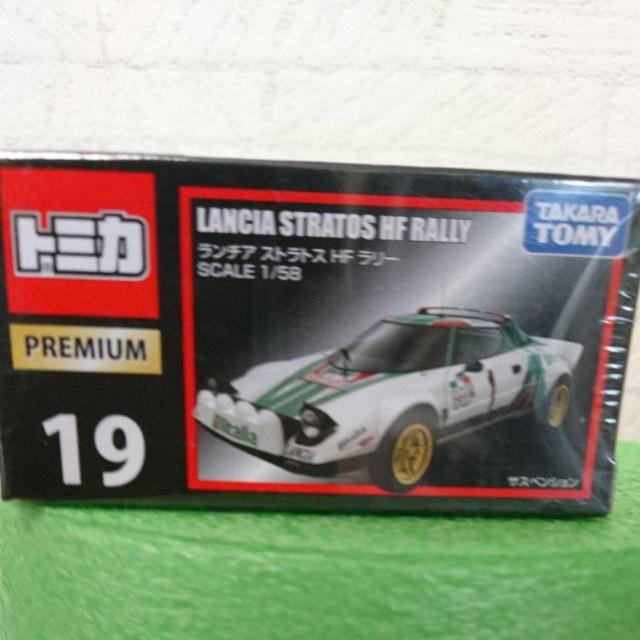 トミカ
PREMIUM
19
LANCIA STRATOS HF RALLY
ランチア ストラトス HF ラリー
SCALE 1/58
TAKARA
TOMY
alitalia
サスペンション